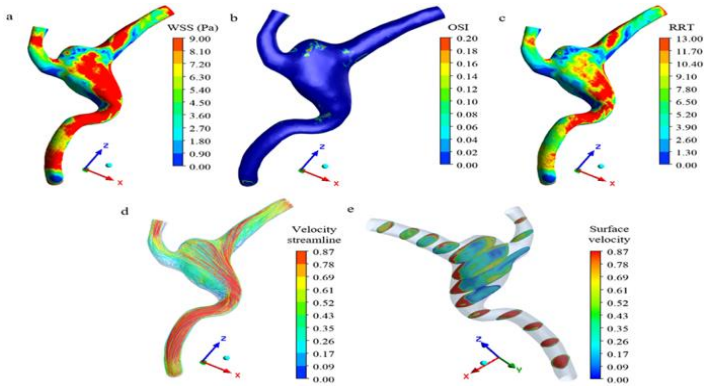 a
WSS (Pa)
9.00
8.10
7.20
6.30
5.50
4.50
3.60
2.70
1.80
0.90
0.00
Z
X
b
OSI
0.20
0.18
0.16
0.14
0.12
0.10
0.08
0.06
0.04
0.02
0.00
Z
X
c
RRT
13.00
11.70
10.40
9.10
7.80
6.50
5.20
3.90
2.60
1.30
0.00
Z
X
d
Velocity
streamline
0.87
0.78
0.69
0.61
0.52
0.43
0.35
0.26
0.17
0.09
0.00
Z
X
e
Surface
velocity
0.87
0.78
0.69
0.61
0.52
0.43
0.35
0.26
0.17
0.09
0.00
Z
X
Y